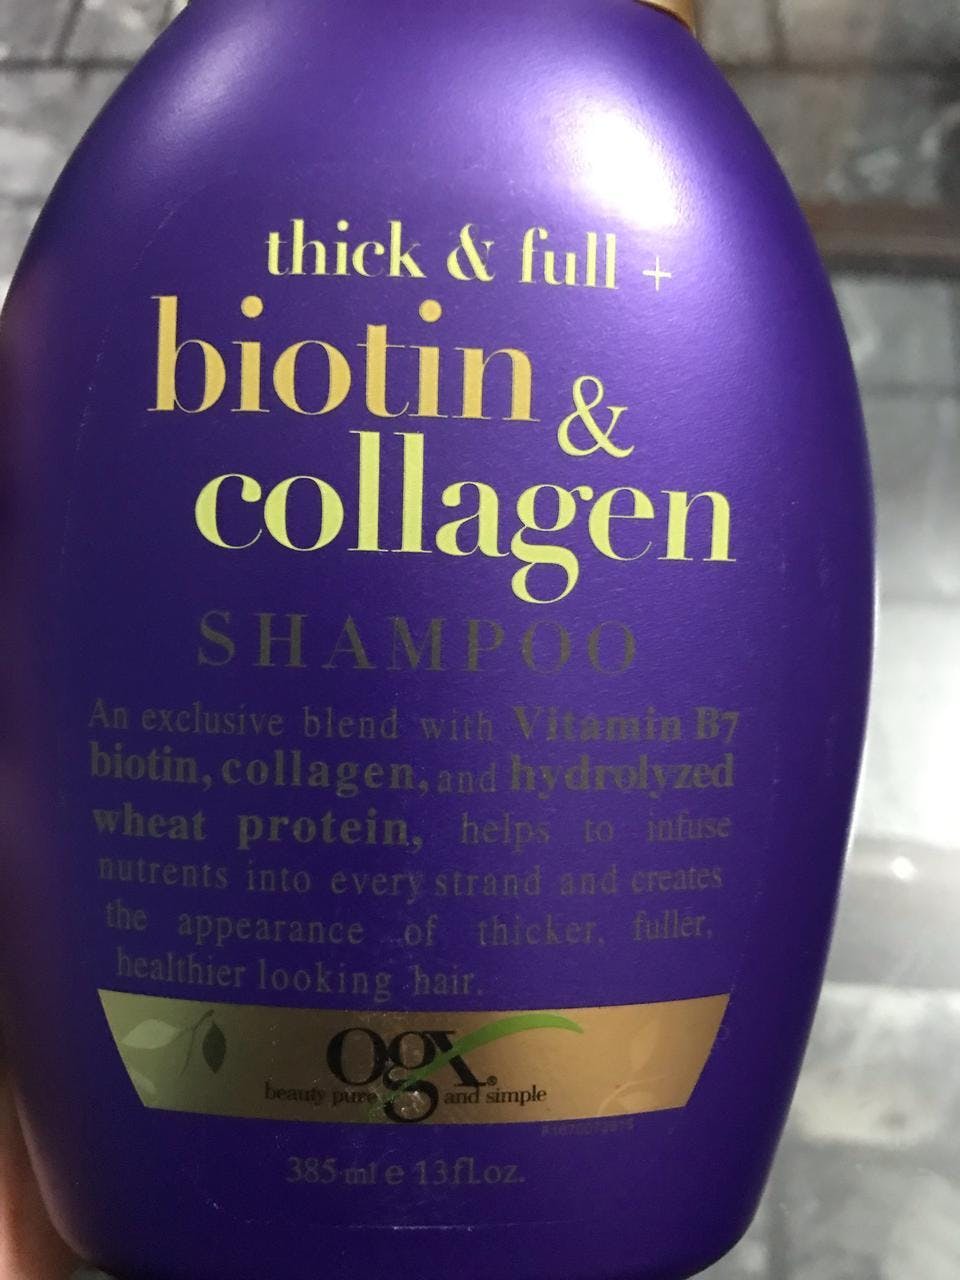 thick & full +
biotin &
collagen
SHAMPOO
An exclusive blend with Vitamin B7
biotin, collagen, and hydrolyzed
wheat protein, helps to infuse
nutrents into every strand and creates
the appearance of thicker, fuller,
healthier looking hair.
ogx®
beauty pure and simple
385 ml e 13fl.oz.